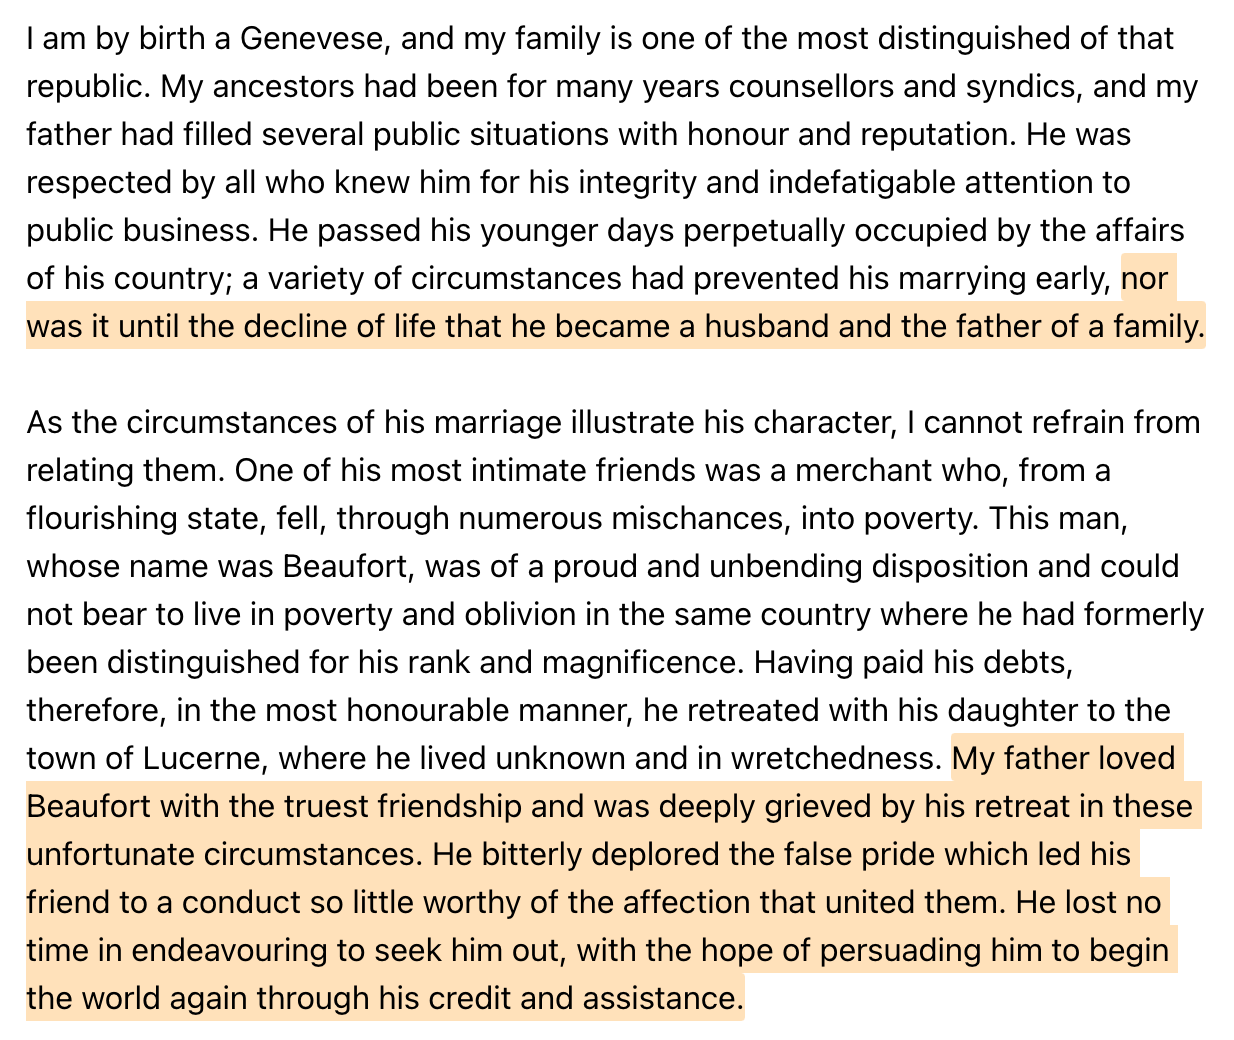 I am by birth a Genevese, and my family is one of the most distinguished of that
republic. My ancestors had been for many years counsellors and syndics, and my
father had filled several public situations with honour and reputation. He was
respected by all who knew him for his integrity and indefatigable attention to
public business. He passed his younger days perpetually occupied by the affairs
of his country; a variety of circumstances had prevented his marrying early, nor
was it until the decline of life that he became a husband and the father of a family.
As the circumstances of his marriage illustrate his character, I cannot refrain from
relating them. One of his most intimate friends was a merchant who, from a
flourishing state, fell, through numerous mischances, into poverty. This man,
whose name was Beaufort, was of a proud and unbending disposition and could
not bear to live in poverty and oblivion in the same country where he had formerly
been distinguished for his rank and magnificence. Having paid his debts,
therefore, in the most honourable manner, he retreated with his daughter to the
town of Lucerne, where he lived unknown and in wretchedness. My father loved
Beaufort with the truest friendship and was deeply grieved by his retreat in these
unfortunate circumstances. He bitterly deplored the false pride which led his
friend to a conduct so little worthy of the affection that united them. He lost no
time in endeavouring to seek him out, with the hope of persuading him to begin
the world again through his credit and assistance.